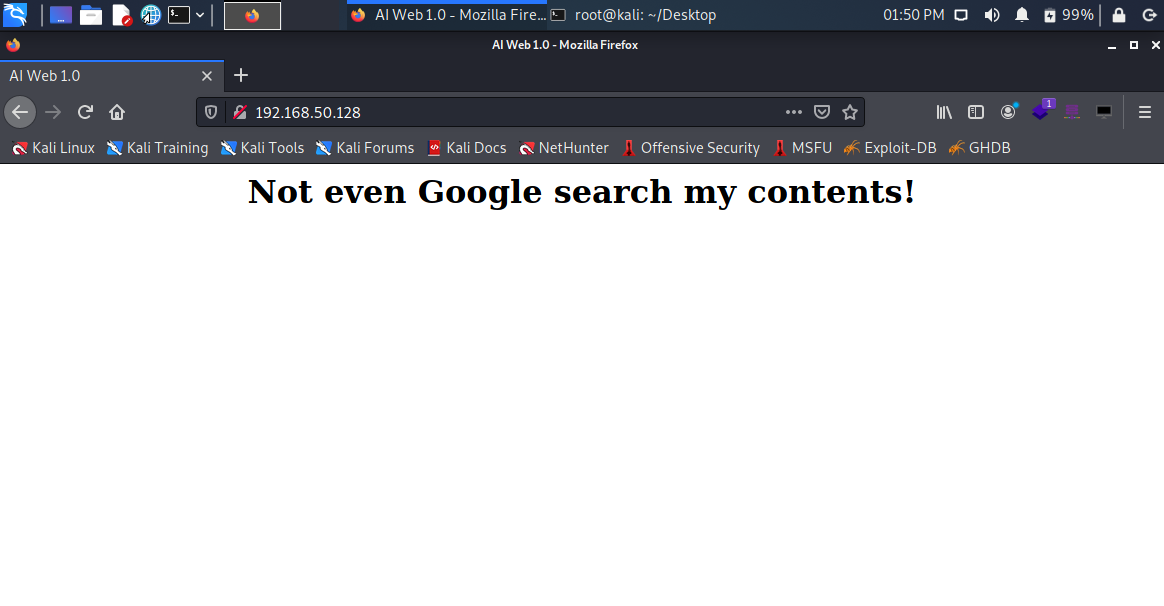 AI Web 1.0 - Mozilla Fire... root@kali: ~/Desktop 01:50 PM 99%
AI Web 1.0 - Mozilla Firefox
AI Web 1.0
192.168.50.128 1
Kali Linux Kali Training Kali Tools Kali Forums Kali Docs NetHunter Offensive Security MSFU Exploit-DB GHDB
Not even Google search my contents!